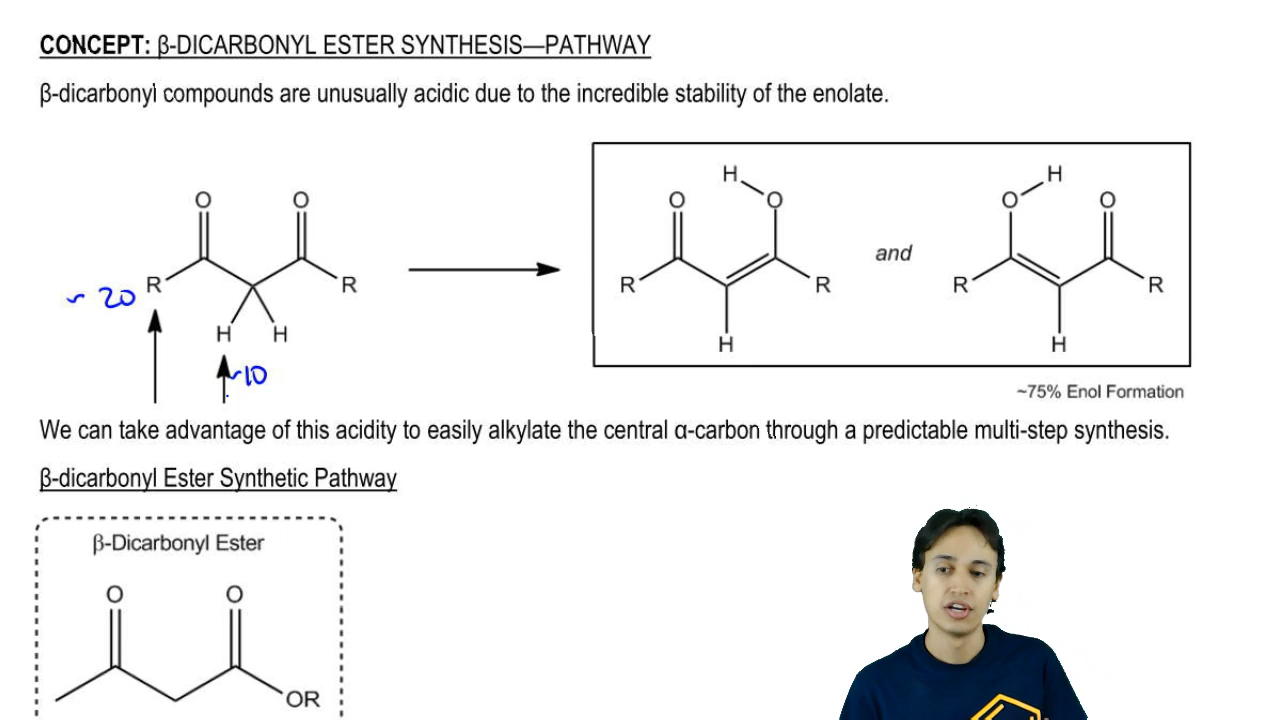 CONCEPT: β-DICARBONYL ESTER SYNTHESIS—PATHWAY
β-dicarbonyl compounds are unusually acidic due to the incredible stability of the enolate.
O O H O O O H O
R R R R and R R
~ 20
H H H H
~10
~75% Enol Formation
We can take advantage of this acidity to easily alkylate the central α-carbon through a predictable multi-step synthesis.
β-dicarbonyl Ester Synthetic Pathway
β-Dicarbonyl Ester
O O
OR